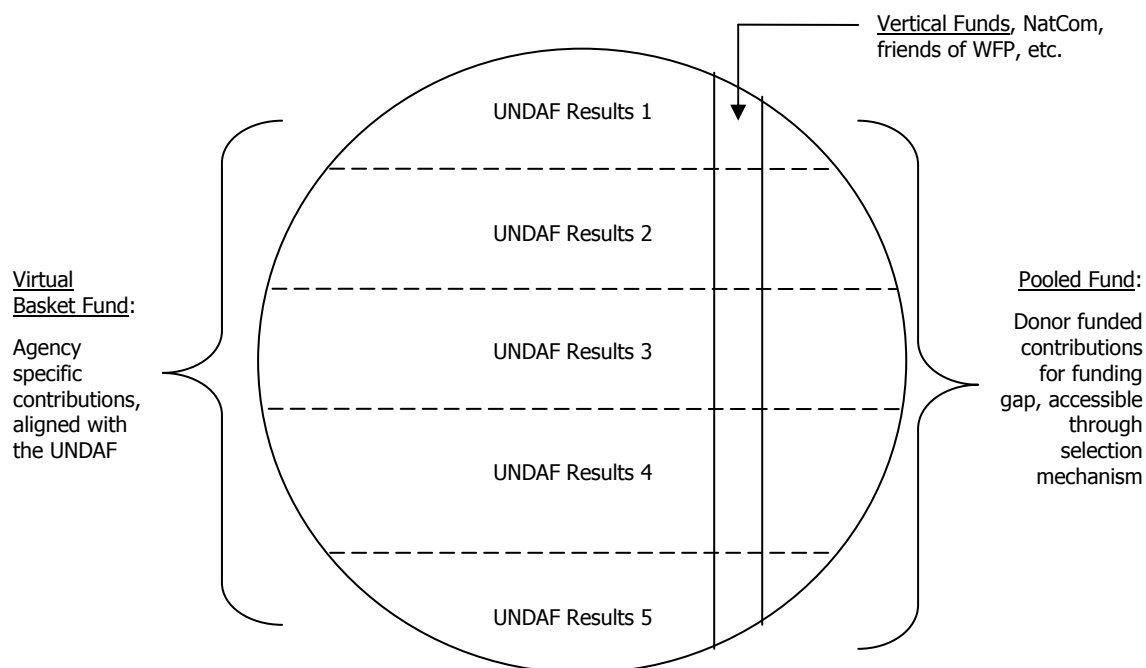 Vertical Funds, NatCom,
friends of WFP, etc.
UNDAF Results 1
UNDAF Results 2
UNDAF Results 3
UNDAF Results 4
UNDAF Results 5
Virtual
Basket Fund:
Agency
specific
contributions,
aligned with
the UNDAF
Pooled Fund:
Donor funded
contributions
for funding
gap, accessible
through
selection
mechanism